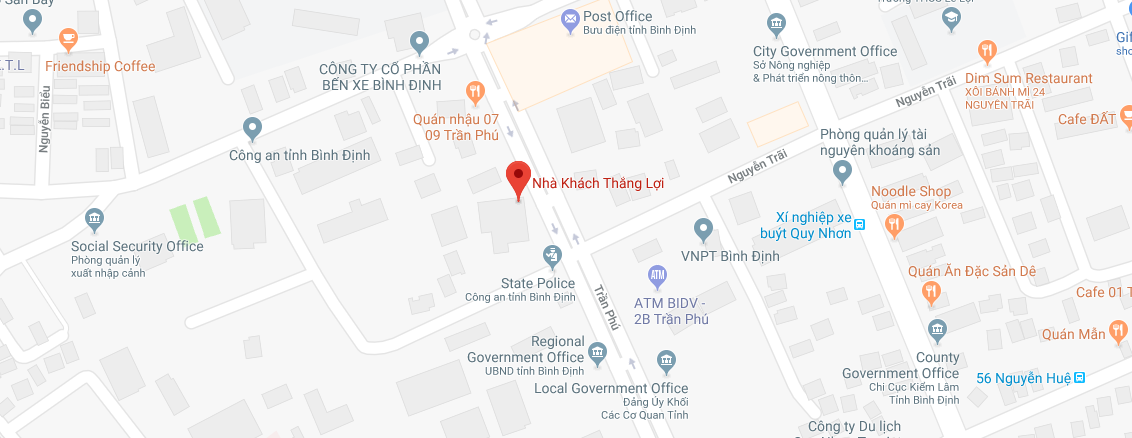 Sân Bay
Friendship Coffee
K.T.L
Nguyễn Biểu
CÔNG TY CỔ PHẦN
BẾN XE BÌNH ĐỊNH
Post Office
Bưu điện tỉnh Bình Định
City Government Office
Sở Nông nghiệp
& Phát triển nông thôn...
Trường THCS Lê Lợi
Gif
sho
Dim Sum Restaurant
XÔI BÁNH MÌ 24
NGUYỄN TRÃI
Nguyễn Trãi
Cafe ĐẤT
Quán nhậu 07
09 Trần Phú
Công an tỉnh Bình Định
Phòng quản lý tài
nguyên khoáng sản
Nguyễn Trãi
Nhà Khách Thắng Lợi
Noodle Shop
Quán mì cay Korea
Xí nghiệp xe
buýt Quy Nhơn
Social Security Office
Phòng quản lý
xuất nhập cảnh
VNPT Bình Định
Quán Ăn Đặc Sản Dê
State Police
Công an tỉnh Bình Định
ATM
ATM BIDV -
2B Trần Phú
Trần Phú
Cafe 01 T
Quán Mẫn
Regional
Government Office
UBND tỉnh Bình Định
County
Government Office
Chi Cục Kiểm Lâm
Tỉnh Bình Định
56 Nguyễn Huệ
Local Government Office
Đảng Ủy Khối
Các Cơ Quan Tỉnh
Công ty Du lịch